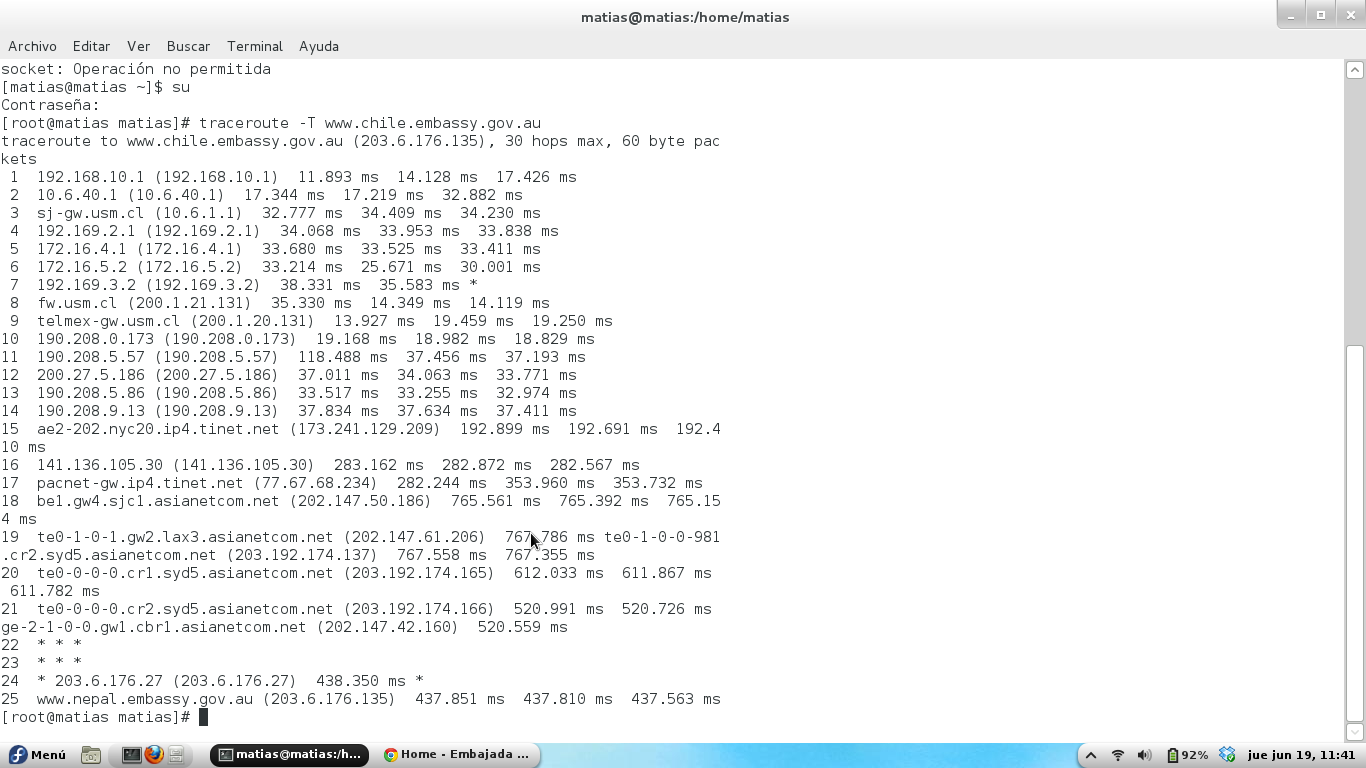 matias@matias:/home/matias
Archivo Editar Ver Buscar Terminal Ayuda
socket: Operación no permitida
[matias@matias ~]$ su
Contraseña:
[root@matias matias]# traceroute -T www.chile.embassy.gov.au
traceroute to www.chile.embassy.gov.au (203.6.176.135), 30 hops max, 60 byte pac
kets
 1  192.168.10.1 (192.168.10.1)  11.893 ms  14.128 ms  17.426 ms
 2  10.6.40.1 (10.6.40.1)  17.344 ms  17.219 ms  32.882 ms
 3  sj-gw.usm.cl (10.6.1.1)  32.777 ms  34.409 ms  34.230 ms
 4  192.169.2.1 (192.169.2.1)  34.068 ms  33.953 ms  33.838 ms
 5  172.16.4.1 (172.16.4.1)  33.680 ms  33.525 ms  33.411 ms
 6  172.16.5.2 (172.16.5.2)  33.214 ms  25.671 ms  30.001 ms
 7  192.169.3.2 (192.169.3.2)  38.331 ms  35.583 ms *
 8  fw.usm.cl (200.1.21.131)  35.330 ms  14.349 ms  14.119 ms
 9  telmex-gw.usm.cl (200.1.20.131)  13.927 ms  19.459 ms  19.250 ms
10  190.208.0.173 (190.208.0.173)  19.168 ms  18.982 ms  18.829 ms
11  190.208.5.57 (190.208.5.57)  118.488 ms  37.456 ms  37.193 ms
12  200.27.5.186 (200.27.5.186)  37.011 ms  34.063 ms  33.771 ms
13  190.208.5.86 (190.208.5.86)  33.517 ms  33.255 ms  32.974 ms
14  190.208.9.13 (190.208.9.13)  37.834 ms  37.634 ms  37.411 ms
15  ae2-202.nyc20.ip4.tinet.net (173.241.129.209)  192.899 ms  192.691 ms  192.4
10 ms
16  141.136.105.30 (141.136.105.30)  283.162 ms  282.872 ms  282.567 ms
17  pacnet-gw.ip4.tinet.net (77.67.68.234)  282.244 ms  353.960 ms  353.732 ms
18  be1.gw4.sjc1.asianetcom.net (202.147.50.186)  765.561 ms  765.392 ms  765.15
4 ms
19  te0-1-0-1.gw2.lax3.asianetcom.net (202.147.61.206)  767.786 ms te0-1-0-0-981
.cr2.syd5.asianetcom.net (203.192.174.137)  767.558 ms  767.355 ms
20  te0-0-0-0.cr1.syd5.asianetcom.net (203.192.174.165)  612.033 ms  611.867 ms
 611.782 ms
21  te0-0-0-0.cr2.syd5.asianetcom.net (203.192.174.166)  520.991 ms  520.726 ms
ge-2-1-0-0.gw1.cbr1.asianetcom.net (202.147.42.160)  520.559 ms
22  * * *
23  * * *
24  * 203.6.176.27 (203.6.176.27)  438.350 ms *
25  www.nepal.embassy.gov.au (203.6.176.135)  437.851 ms  437.810 ms  437.563 ms
[root@matias matias]#
Menú matias@matias:/h... Home - Embajada ... 92% jue jun 19, 11:41